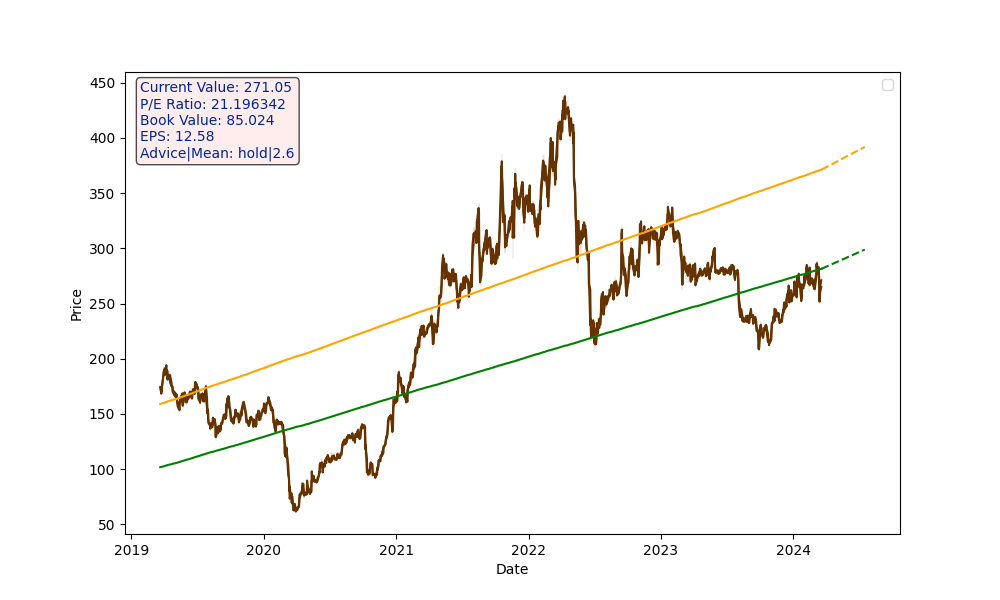 Current Value: 271.05
P/E Ratio: 21.196342
Book Value: 85.024
EPS: 12.58
Advice|Mean: hold|2.6
450
400
350
300
250
200
150
100
50
Price
2019 2020 2021 2022 2023 2024
Date